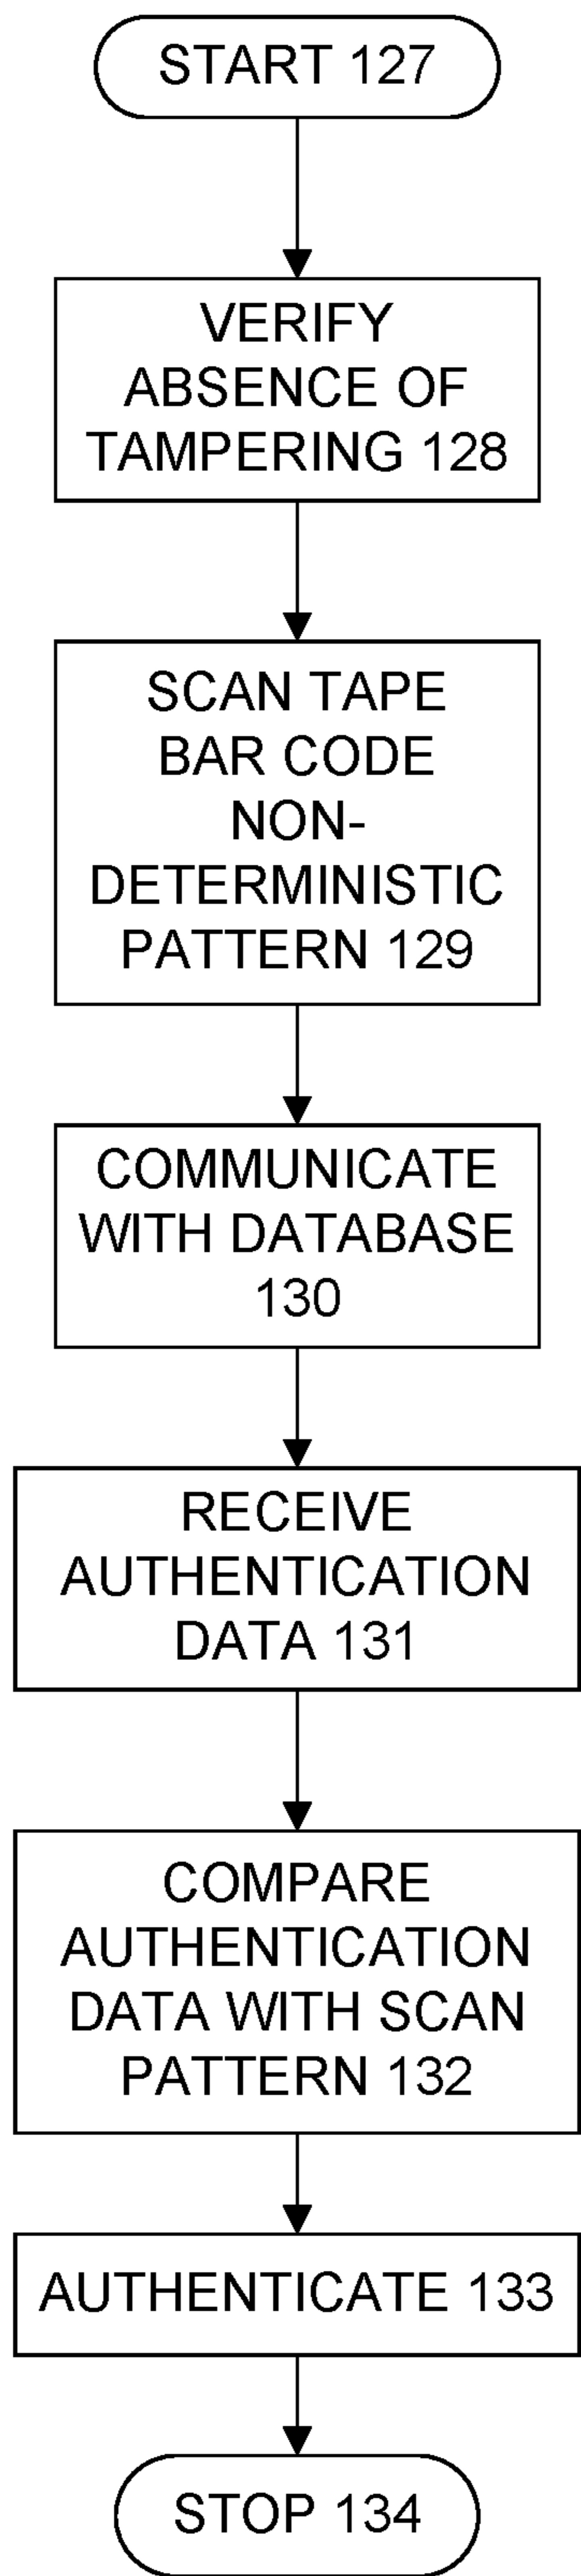 START 127
VERIFY
ABSENCE OF
TAMPERING 128
SCAN TAPE
BAR CODE
NON-
DETERMINISTIC
PATTERN 129
COMMUNICATE
WITH DATABASE
130
RECEIVE
AUTHENTICATION
DATA 131
COMPARE
AUTHENTICATION
DATA WITH SCAN
PATTERN 132
AUTHENTICATE 133
STOP 134